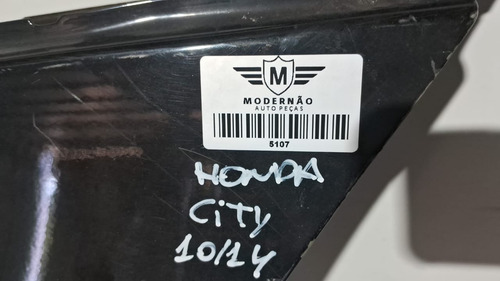 M
MODERNÃO
AUTO PEÇAS
5107
HONDA
CITY
10/14